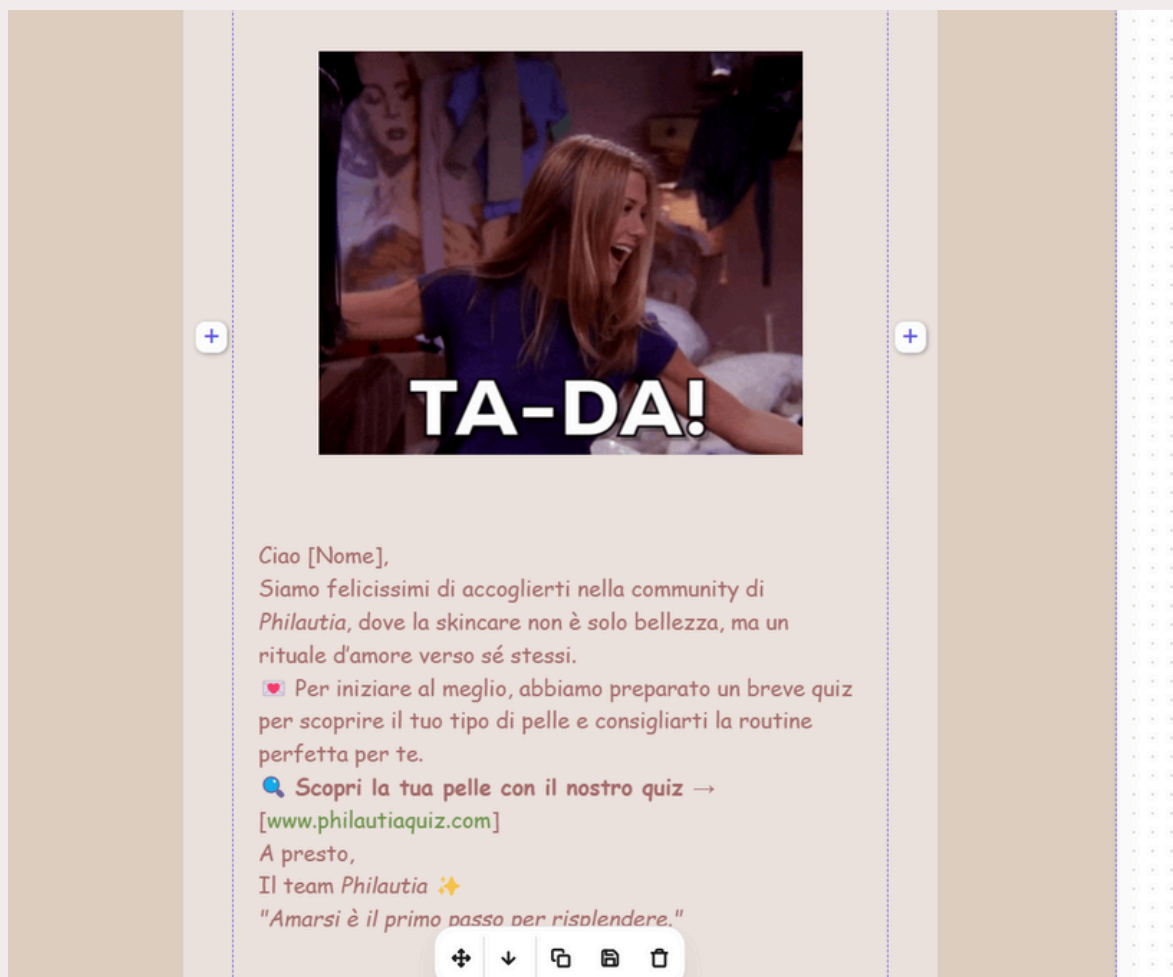 TA-DA!
Ciao [Nome],
Siamo felicissimi di accoglierti nella community di
Philautia, dove la skincare non è solo bellezza, ma un
rituale d'amore verso sé stessi.
💌 Per iniziare al meglio, abbiamo preparato un breve quiz
per scoprire il tuo tipo di pelle e consigliarti la routine
perfetta per te.
🔍 Scopri la tua pelle con il nostro quiz →
[www.philautiaquiz.com]
A presto,
Il team Philautia ✨
"Amarsi è il primo passo per risplendere."